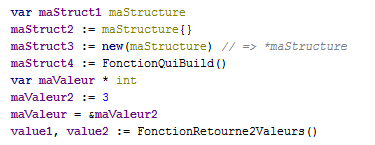 var maStruct1 maStructure
maStruct2 := maStructure{}
maStruct3 := new(maStructure) // => *maStructure
maStruct4 := FonctionQuiBuild()
var maValeur * int
maValeur2 := 3
maValeur = &maValeur2
value1, value2 := FonctionRetourne2Valeurs()